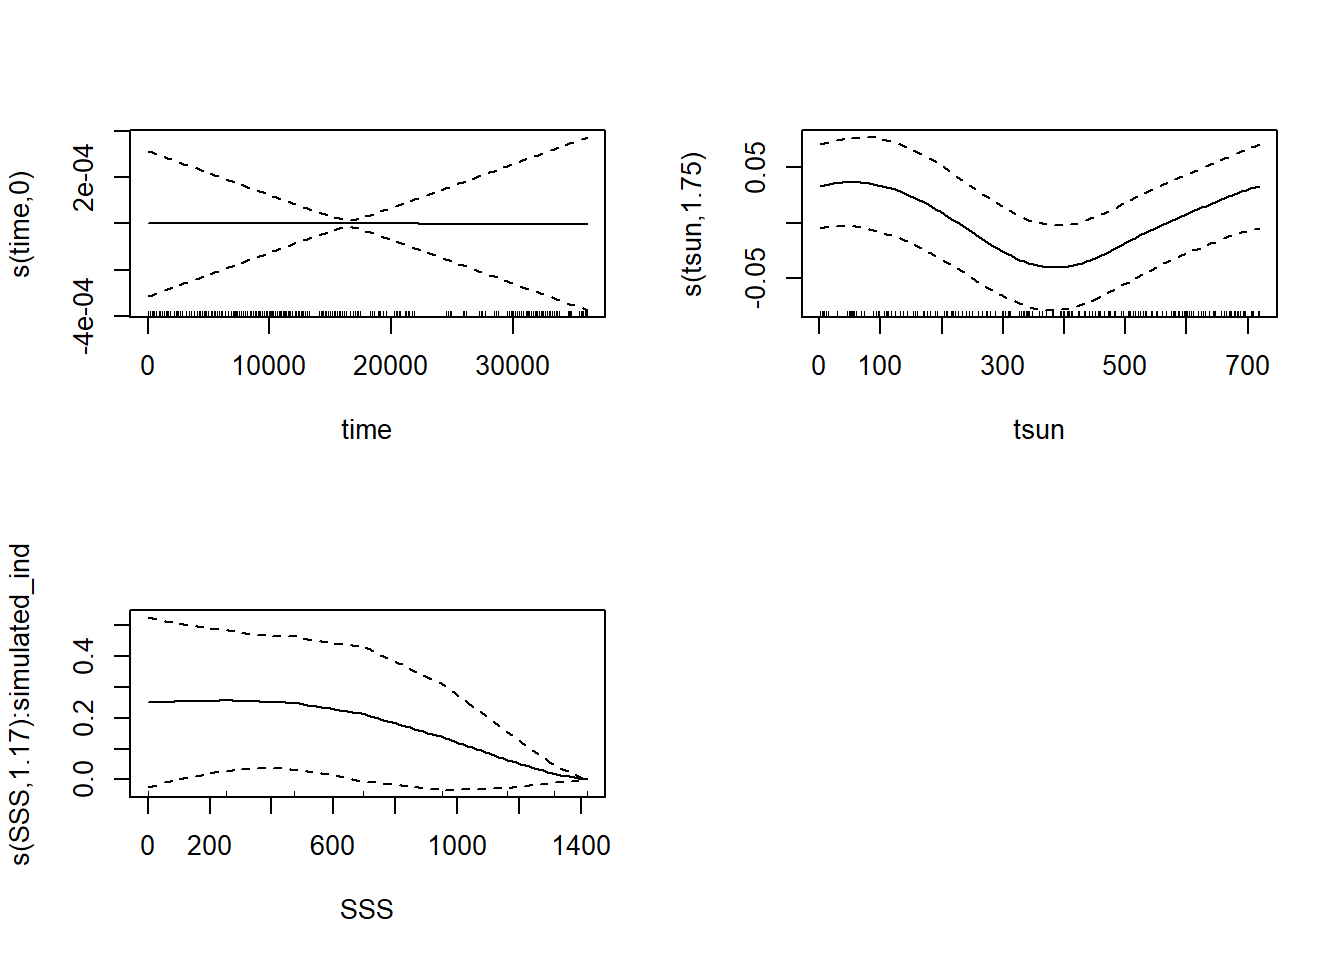 s(time,0)
2e-04
-4e-04
0 10000 20000 30000
time
s(tsun,1.75)
0.05
-0.05
0 100 300 500 700
tsun
s(SSS,1.17):simulated_ind
0.4
0.2
0.0
0 200 600 1000 1400
SSS